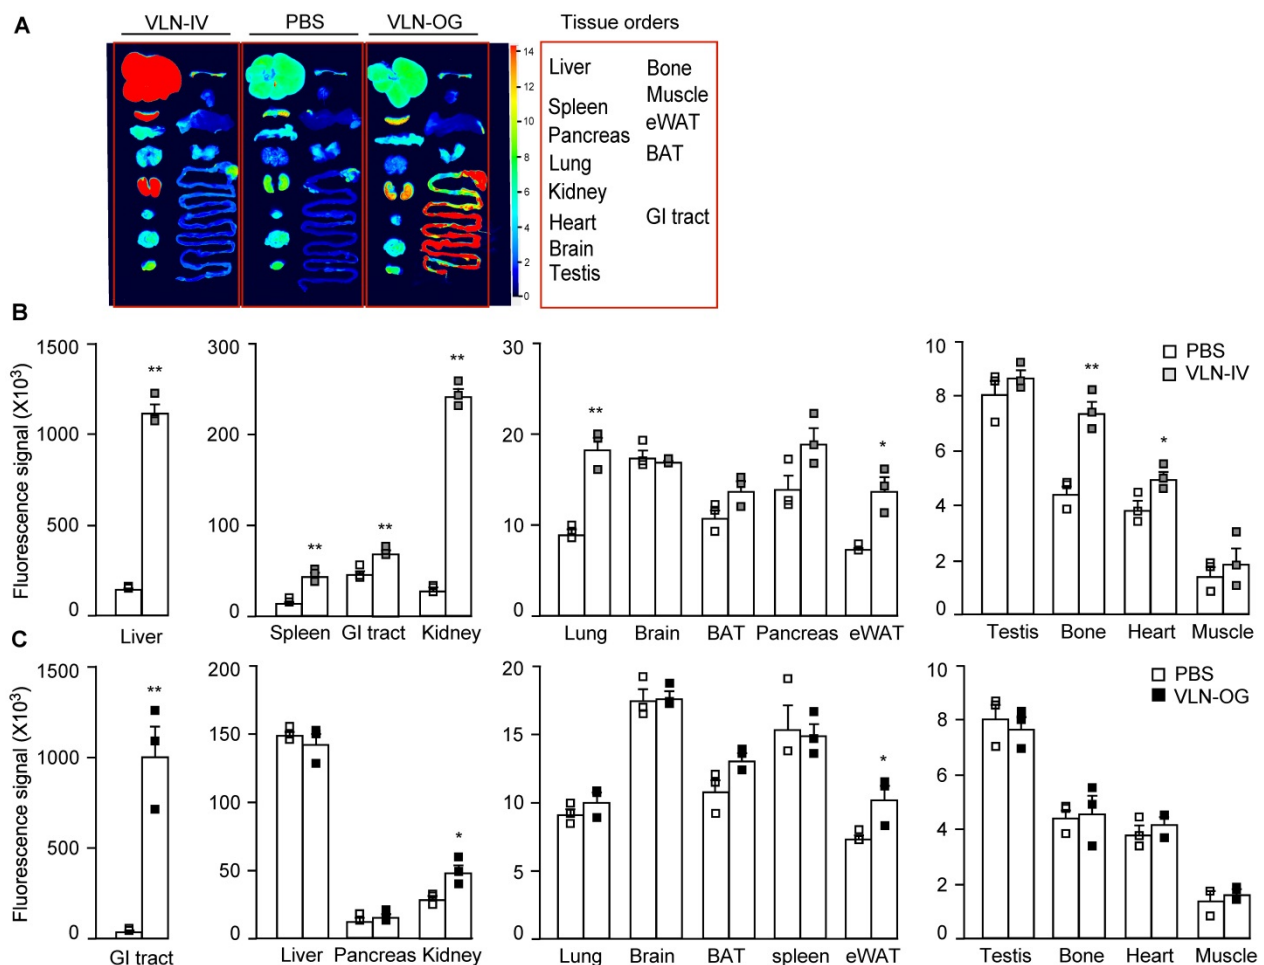 A
VLN-IV
PBS
VLN-OG
Tissue orders
Liver
Spleen
Pancreas
Lung
Kidney
Heart
Brain
Testis
Bone
Muscle
eWAT
BAT
GI tract
14
12
10
8
6
4
2
0
B
Fluorescence signal (X10³)
1500
1000
500
0
**
Liver
300
200
100
0
**
**
**
Spleen GI tract Kidney
30
20
10
0
**
*
Lung Brain BAT Pancreas eWAT
10
8
6
4
2
0
**
*
PBS
VLN-IV
Testis Bone Heart Muscle
C
Fluorescence signal (X10³)
1500
1000
500
0
**
GI tract
200
150
100
50
0
*
Liver Pancreas Kidney
20
15
10
5
0
*
Lung Brain BAT spleen eWAT
10
8
6
4
2
0
PBS
VLN-OG
Testis Bone Heart Muscle